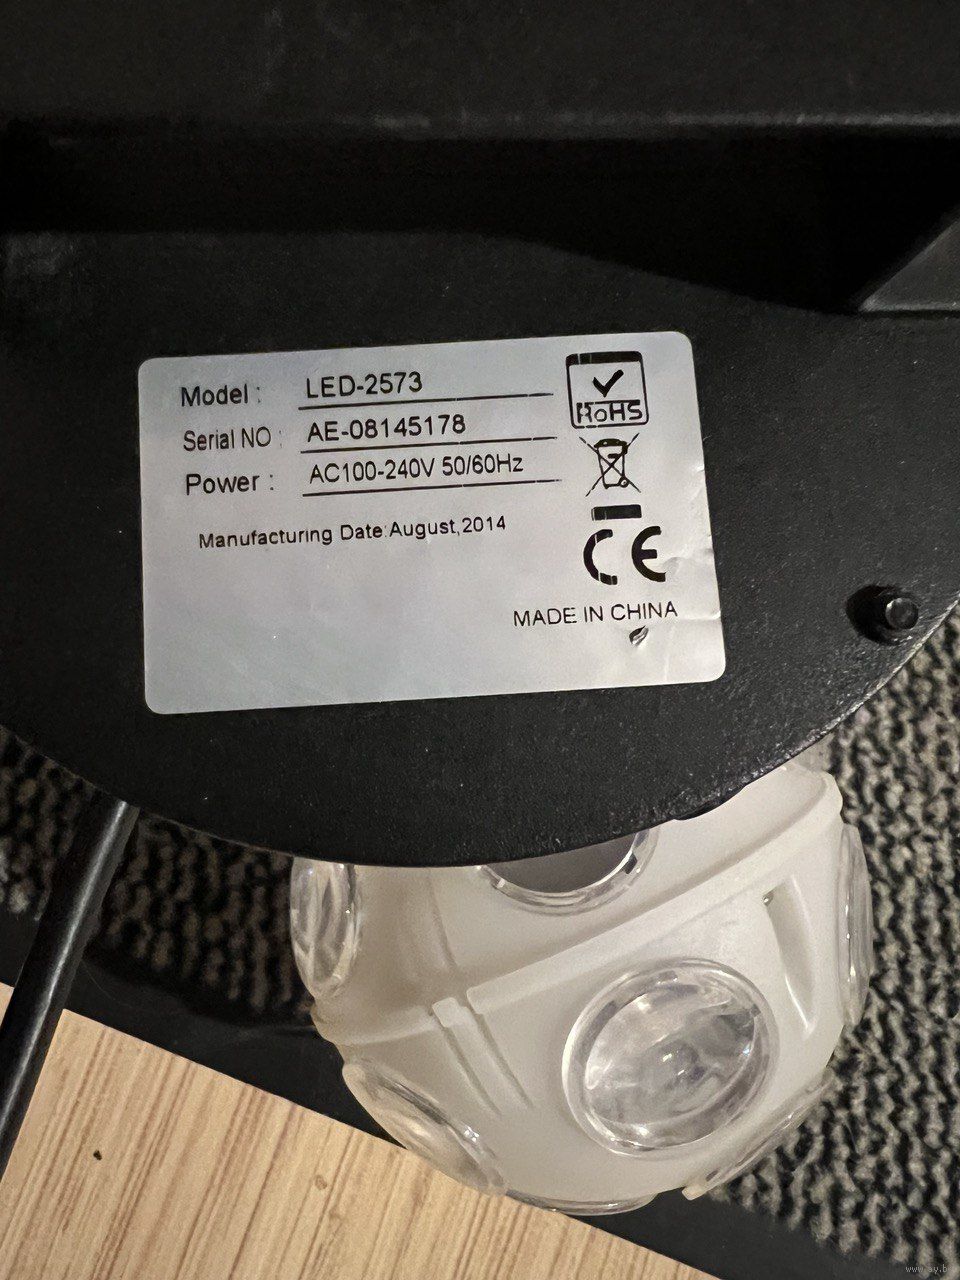 Model : LED-2573
Serial NO : AE-08145178
Power : AC100-240V 50/60Hz
Manufacturing Date:August,2014
RoHS
CE
MADE IN CHINA